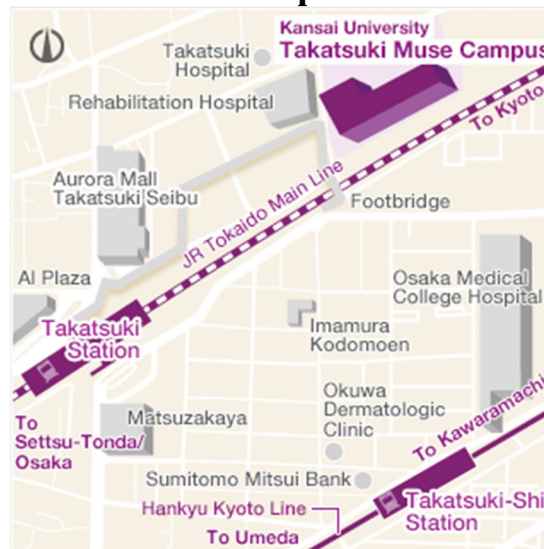 Kansai University
Takatsuki Muse Campus
Takatsuki
Hospital
Rehabilitation Hospital
To Kyoto
Aurora Mall
Takatsuki Seibu
JR Tokaido Main Line
Footbridge
Al Plaza
Osaka Medical
College Hospital
Takatsuki
Station
Imamura
Kodomoen
Okuwa
Dermatologic
Clinic
To
Settsu-Tonda/
Osaka
Matsuzakaya
To Kawaramachi
Sumitomo Mitsui Bank
Hankyu Kyoto Line
Takatsuki-Shi
Station
To Umeda